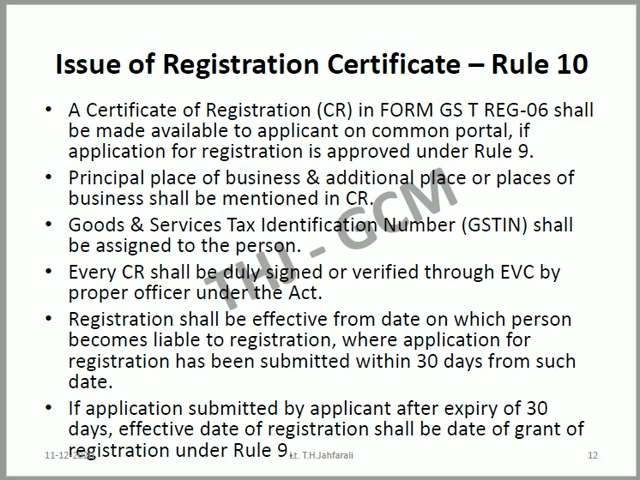 Issue of Registration Certificate – Rule 10
• A Certificate of Registration (CR) in FORM GS T REG-06 shall
be made available to applicant on common portal, if
application for registration is approved under Rule 9.
• Principal place of business & additional place or places of
business shall be mentioned in CR.
• Goods & Services Tax Identification Number (GSTIN) shall
be assigned to the person.
• Every CR shall be duly signed or verified through EVC by
proper officer under the Act.
• Registration shall be effective from date on which person
becomes liable to registration, where application for
registration has been submitted within 30 days from such
date.
• If application submitted by applicant after expiry of 30
days, effective date of registration shall be date of grant of
registration under Rule 9.
THJ - GCM
11-12-
Lt. T.H.Jahfarali
12